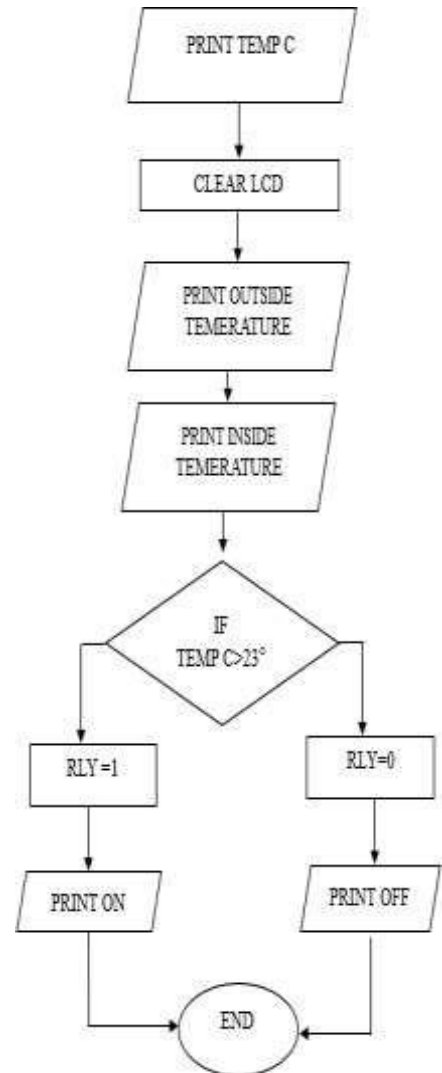 PRINT TEMP C
CLEAR LCD
PRINT OUTSIDE
TEMERATURE
PRINT INSIDE
TEMERATURE
IF
TEMP C>23°
RLY =1
RLY=0
PRINT ON
PRINT OFF
END